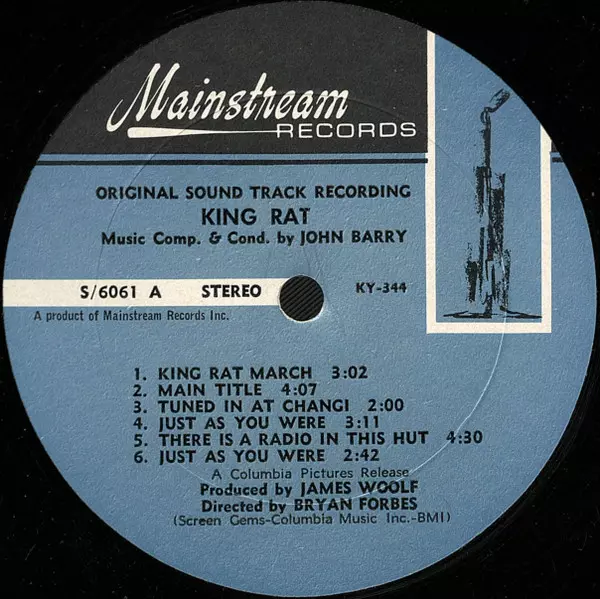 Mainstream
RECORDS
ORIGINAL SOUND TRACK RECORDING
KING RAT
Music Comp. & Cond. by JOHN BARRY
S/6061 A STEREO KY-344
A product of Mainstream Records Inc.
1. KING RAT MARCH 3:02
2. MAIN TITLE 4:07
3. TUNED IN AT CHANGI 2:00
4. JUST AS YOU WERE 3:11
5. THERE IS A RADIO IN THIS HUT 4:30
6. JUST AS YOU WERE 2:42
A Columbia Pictures Release
Produced by JAMES WOOLF
Directed by BRYAN FORBES
(Screen Gems-Columbia Music Inc.-BMI)